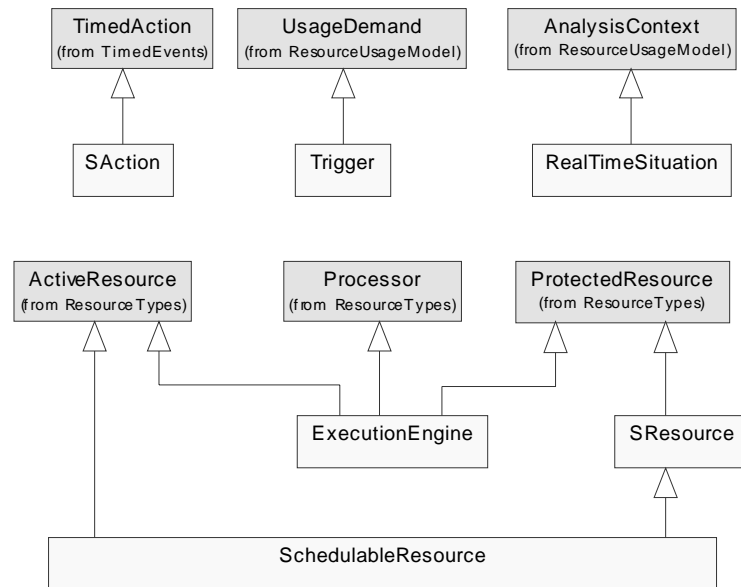 TimedAction
(from TimedEvents)
UsageDemand
(from ResourceUsageModel)
AnalysisContext
(from ResourceUsageModel)
SAction
Trigger
RealTimeSituation
ActiveResource
(from ResourceTypes)
Processor
(from ResourceTypes)
ProtectedResource
(from ResourceTypes)
ExecutionEngine
SResource
SchedulableResource